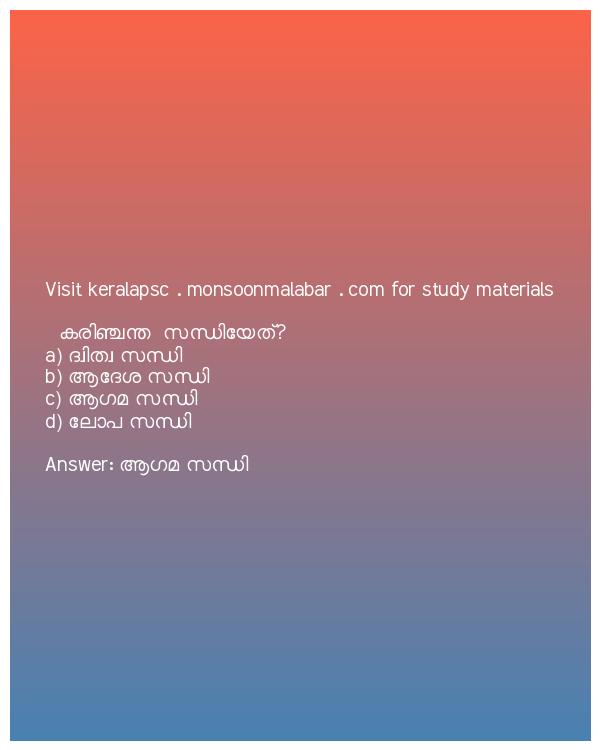 Visit keralapsc . monsoonmalabar . com for study materials
കരിഞ്ചന്ത സന്ധിയേത്?
a) ദ്വിത്വ സന്ധി
b) ആദേശ സന്ധി
c) ആഗമ സന്ധി
d) ലോപ സന്ധി
Answer: ആഗമ സന്ധി